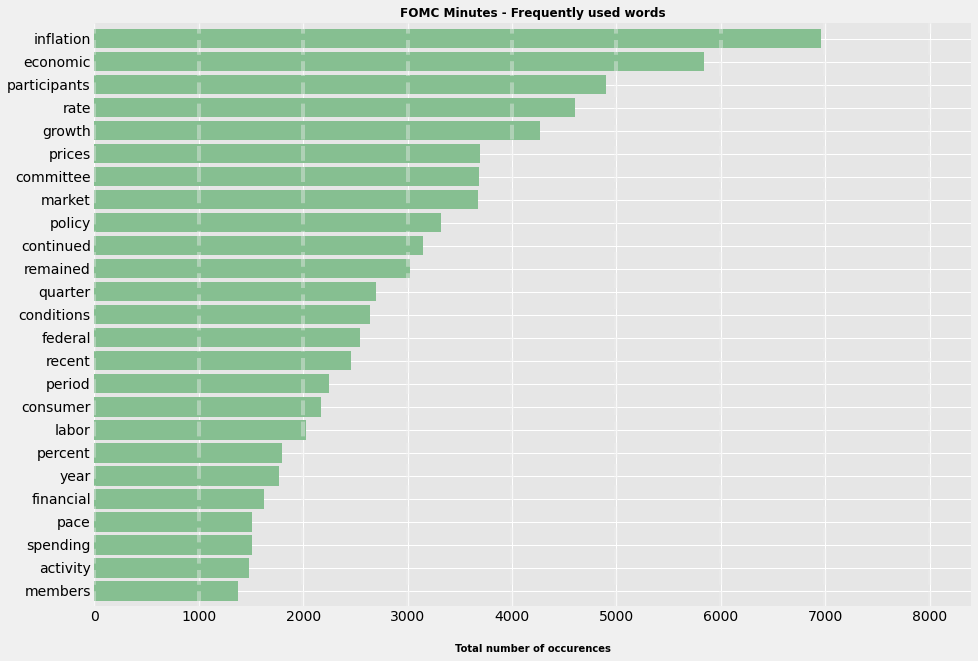 FOMC Minutes - Frequently used words
inflation
economic
participants
rate
growth
prices
committee
market
policy
continued
remained
quarter
conditions
federal
recent
period
consumer
labor
percent
year
financial
pace
spending
activity
members
0 1000 2000 3000 4000 5000 6000 7000 8000
Total number of occurences